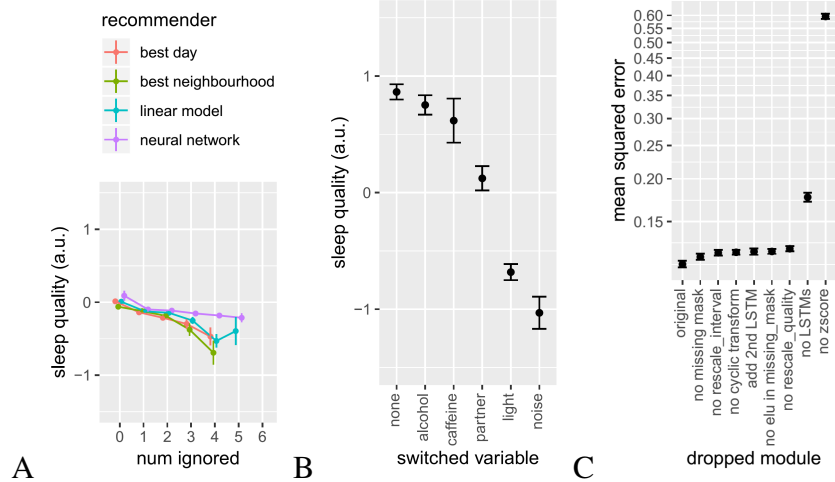 recommender
best day
best neighbourhood
linear model
neural network
sleep quality (a.u.)
1
0
−1
0 1 2 3 4 5 6
num ignored
A
sleep quality (a.u.)
1
0
−1
none
alcohol
caffeine
partner
light
noise
switched variable
B
mean squared error
0.60
0.55
0.50
0.45
0.40
0.35
0.30
0.25
0.20
0.15
original
no missing mask
no rescale_interval
no cyclic transform
add 2nd LSTM
no elu in missing_mask
no rescale_quality
no LSTMs
no zscore
dropped module
C